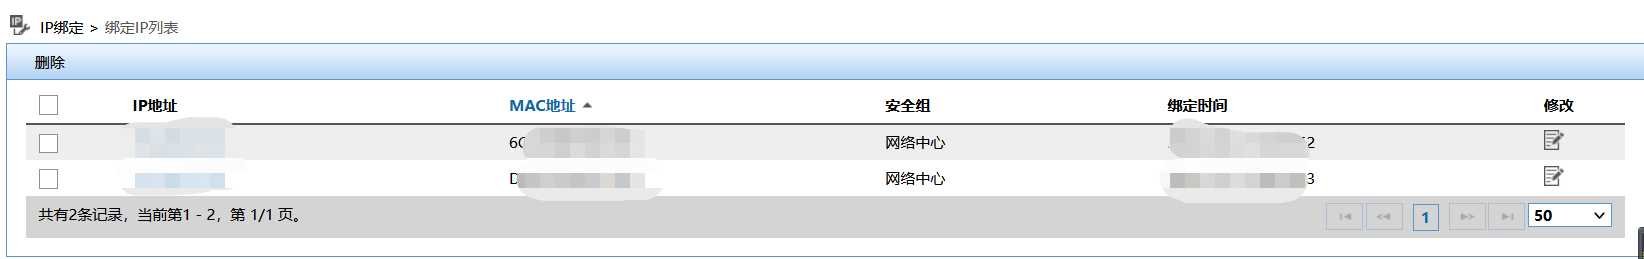 IP绑定 > 绑定IP列表
删除
IP地址 MAC地址 安全组 绑定时间 修改
网络中心
网络中心
共有2条记录，当前第1 - 2，第 1/1 页。 1 50